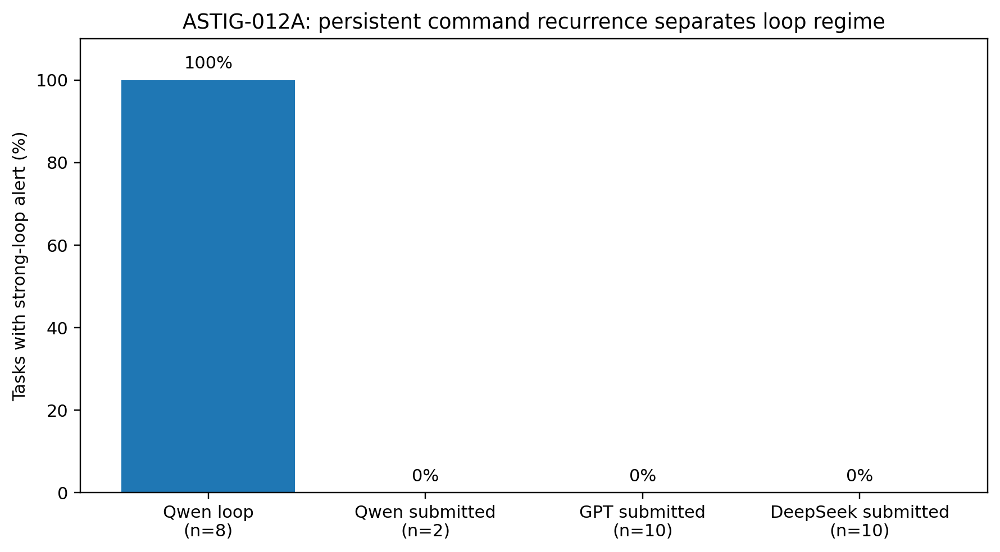 ASTIG-012A: persistent command recurrence separates loop regime
Tasks with strong-loop alert (%)
100
80
60
40
20
0
100%
0%
0%
0%
Qwen loop
(n=8)
Qwen submitted
(n=2)
GPT submitted
(n=10)
DeepSeek submitted
(n=10)